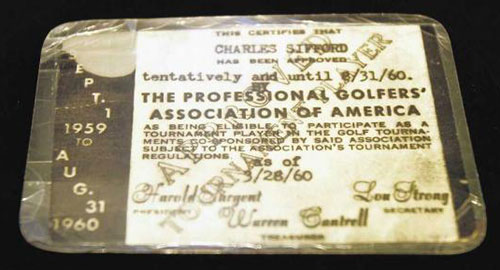 THIS CERTIFIES THAT
CHARLES SIFFORD
HAS BEEN APPROVED
tentatively and until 8/31/60.
BY
THE PROFESSIONAL GOLFERS'
ASSOCIATION OF AMERICA
AS BEING ELIGIBLE TO PARTICIPATE AS A
TOURNAMENT PLAYER IN THE GOLF TOURNA-
MENTS CO-SPONSORED BY SAID ASSOCIATION
SUBJECT TO THE ASSOCIATION'S TOURNAMENT
REGULATIONS
as of
3/28/60
Harold Sargent
PRESIDENT
Lou Strong
SECRETARY
Warren Cantrell
TREASURER
APPROVED
TOURNAMENT PLAYER
EPT.
1
1959
TO
AUG.
31
1960